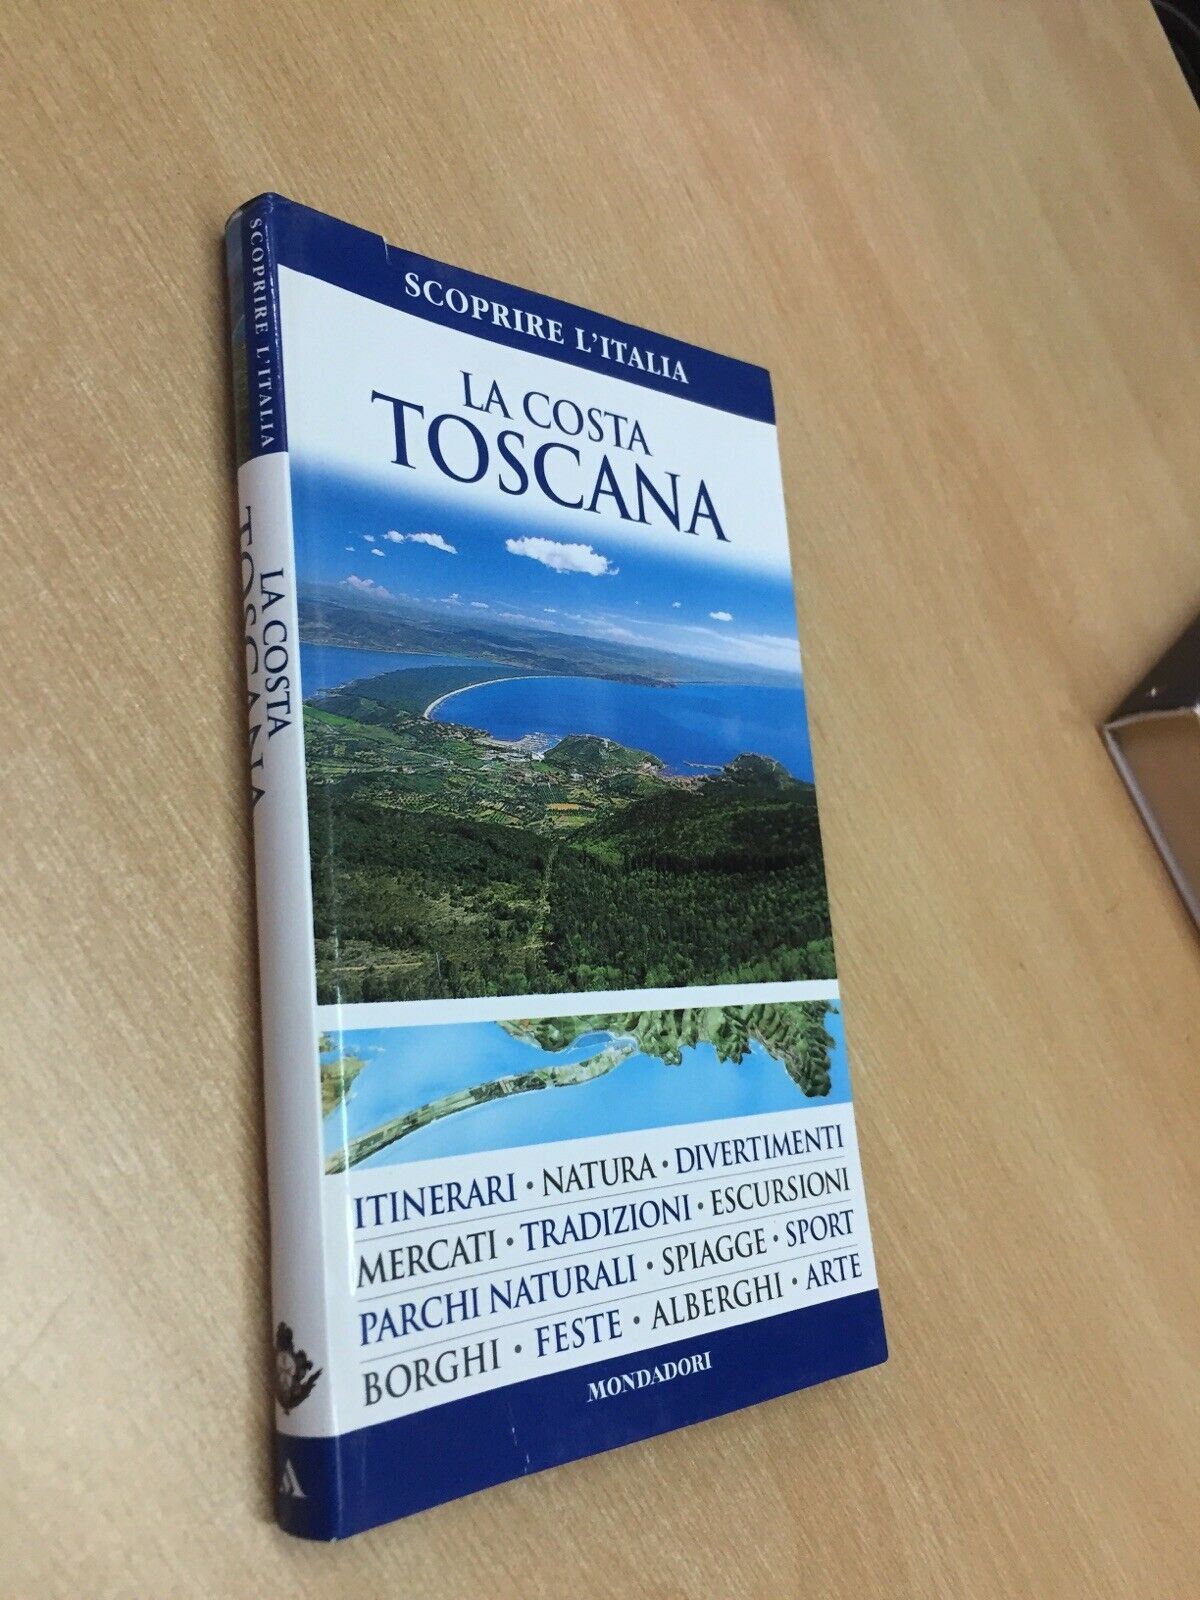 SCOPRIRE L'ITALIA
LA COSTA
TOSCANA
SCOPRIRE L'ITALIA
LA COSTA
TOSCANA
ITINERARI • NATURA • DIVERTIMENTI
MERCATI • TRADIZIONI • ESCURSIONI
PARCHI NATURALI • SPIAGGE • SPORT
BORGHI • FESTE • ALBERGHI • ARTE
MONDADORI